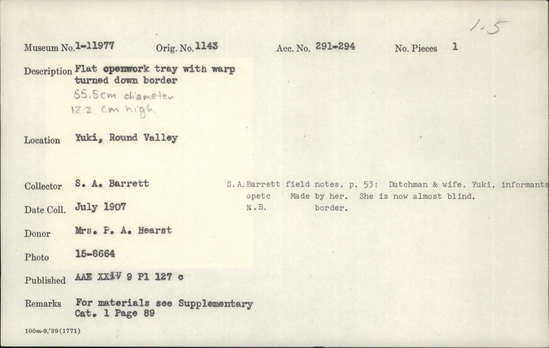 1-5
Museum No. 1-11977 Orig. No. 1143 Acc. No. 291-294 No. Pieces 1
Description Flat openwork tray with warp
turned down border
55.5cm diameter
12.2 cm high
Location Yuki, Round Valley
Collector S. A. Barrett
S.A.Barrett field notes, p. 53: Dutchman & wife, Yuki, informants
opetc Made by her. She is now almost blind.
N.B. border.
Date Coll. July 1907
Donor Mrs. P. A. Hearst
Photo 15-8664
Published AAE XXiV 9 Pl 127 c
Remarks For materials see Supplementary
Cat. 1 Page 89
100m-9,'39(1771)